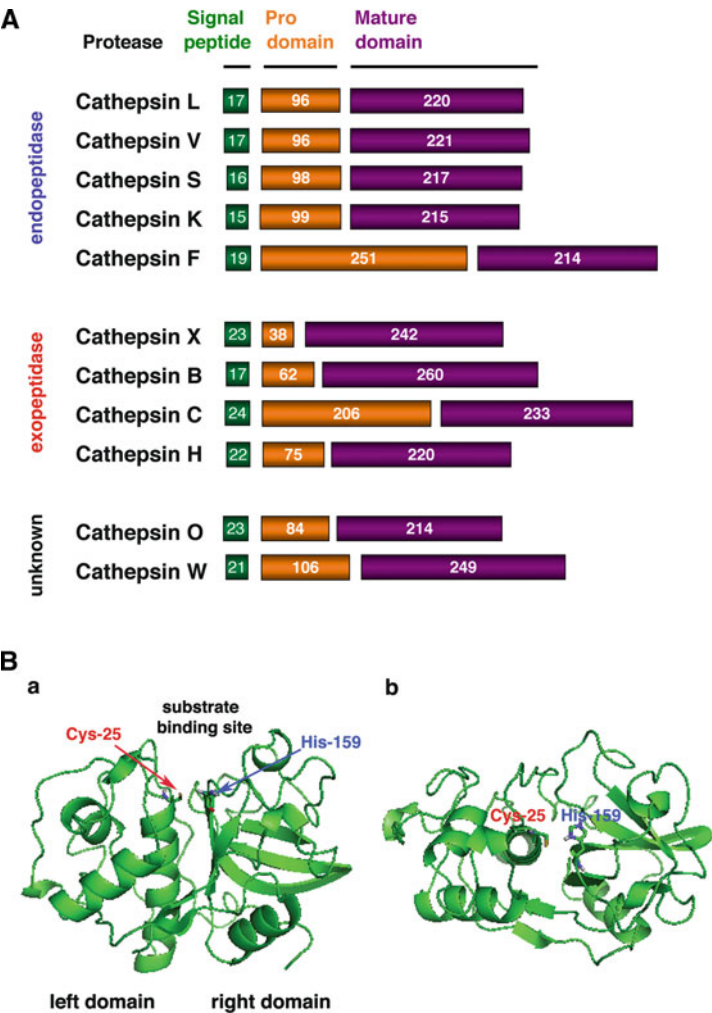 A
Protease
Signal peptide
Pro domain
Mature domain
endopeptidase
Cathepsin L 17 96 220
Cathepsin V 17 96 221
Cathepsin S 16 98 217
Cathepsin K 15 99 215
Cathepsin F 19 251 214
exopeptidase
Cathepsin X 23 38 242
Cathepsin B 17 62 260
Cathepsin C 24 206 233
Cathepsin H 22 75 220
unknown
Cathepsin O 23 84 214
Cathepsin W 21 106 249
B
a
substrate
binding site
Cys-25
His-159
left domain
right domain
b
Cys-25
His-159